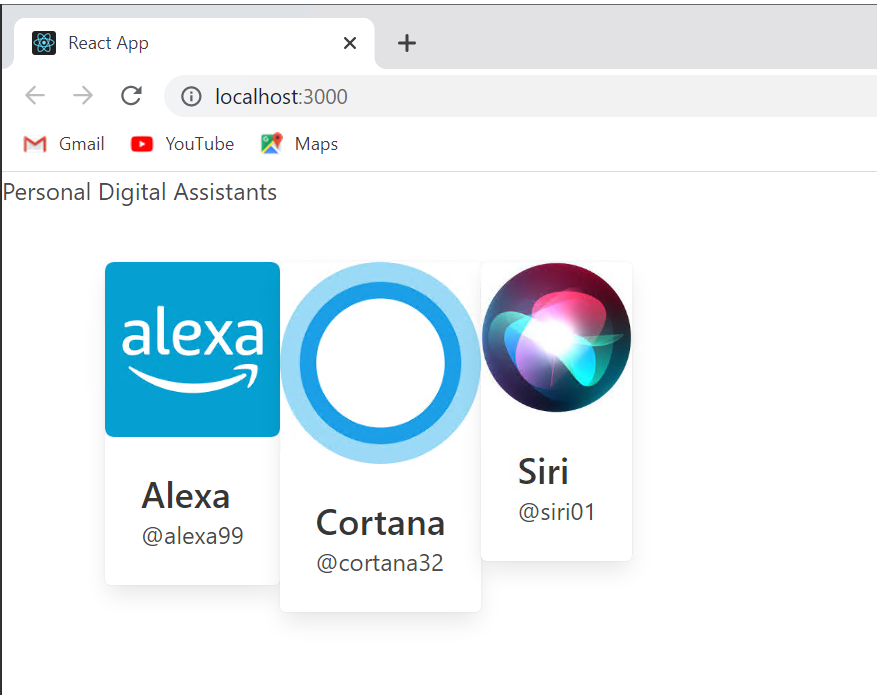 React App
localhost:3000
Gmail YouTube Maps
Personal Digital Assistants
alexa
Alexa
@alexa99
Cortana
@cortana32
Siri
@siri01